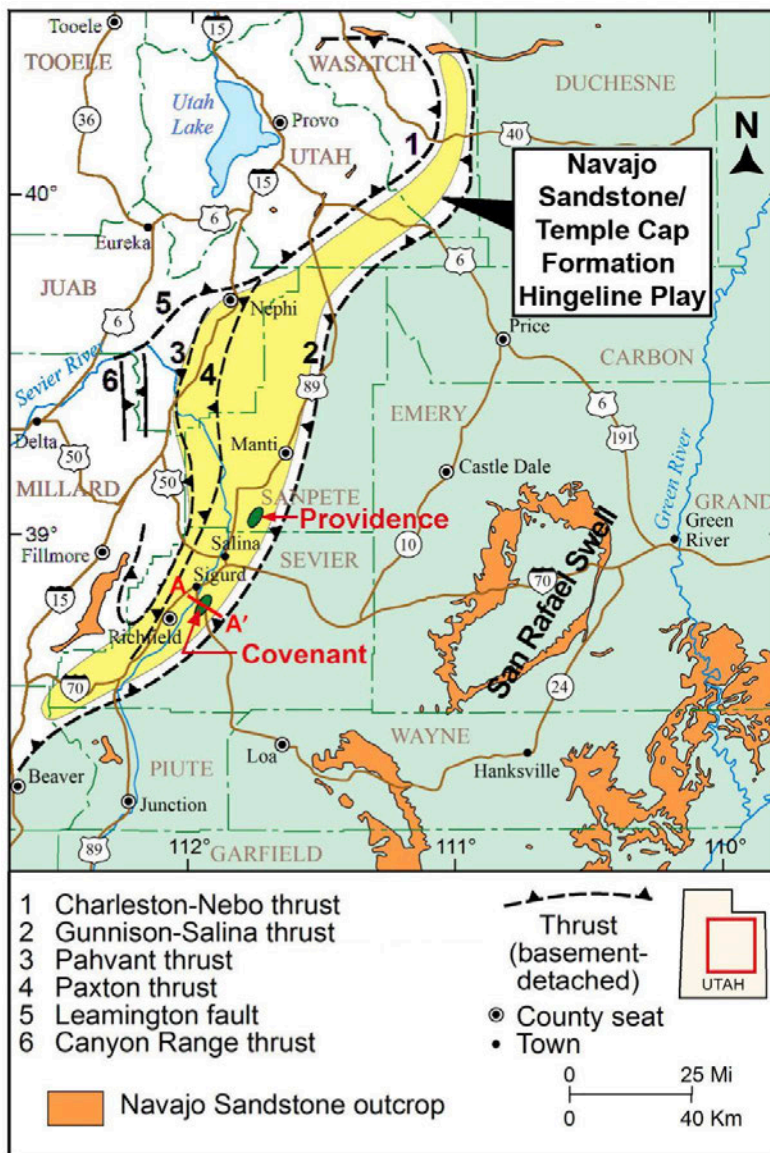 Tooele
15
TOOELE
WASATCH
DUCHESNE
Utah
Lake
Provo
36
UTAH
1
40
N
15
40°
6
Eureka
Navajo
Sandstone/
Temple Cap
Formation
Hingeline Play
6
JUAB
5
Nephi
6
Price
Sevier River
3
4
2
CARBON
6
89
EMERY
6
191
Delta
50
Manti
Castle Dale
Green River
MILLARD
50
SANPETE
GRAND
Providence
39°
Salina
10
Green
River
Fillmore
SEVIER
Sigurd
70
San Rafael Swell
15
A
A'
Richfield
Covenant
24
70
WAYNE
Loa
Hanksville
Beaver
PIUTE
Junction
89
GARFIELD
112°
111°
110°
1 Charleston-Nebo thrust
2 Gunnison-Salina thrust
3 Pahvant thrust
4 Paxton thrust
5 Leamington fault
6 Canyon Range thrust
Navajo Sandstone outcrop
Thrust
(basement-
detached)
UTAH
County seat
Town
0 25 Mi
0 40 Km